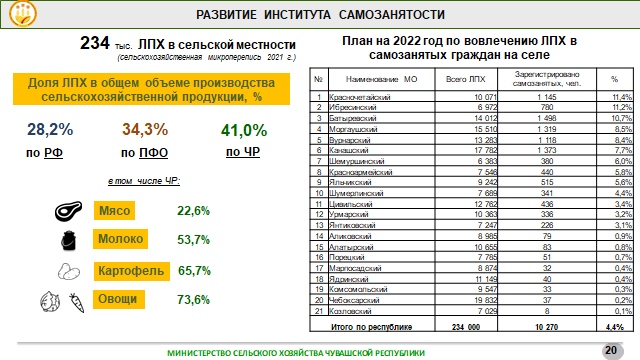 РАЗВИТИЕ ИНСТИТУТА САМОЗАНЯТОСТИ
234 тыс. ЛПХ в сельской местности
(сельскохозяйственная микроперепись 2021 г.)
Доля ЛПХ в общем объеме производства
сельскохозяйственной продукции, %
28,2% 34,3% 41,0%
по РФ по ПФО по ЧР
в том числе ЧР:
Мясо 22,6%
Молоко 53,7%
Картофель 65,7%
Овощи 73,6%
План на 2022 год по вовлечению ЛПХ в
самозанятых граждан на селе
№ Наименование МО Всего ЛПХ Зарегистрировано самозанятых, чел. %
1 Красночетайский 10 071 1 145 11,4%
2 Ибресинский 6 972 780 11,2%
3 Батыревский 14 012 1 498 10,7%
4 Моргаушский 15 510 1 319 8,5%
5 Вурнарский 13 283 1 118 8,4%
6 Канашский 17 782 1 373 7,7%
7 Шемуршинский 6 383 380 6,0%
8 Красноармейский 7 546 440 5,8%
9 Яльчикский 9 242 515 5,6%
10 Шумерлинский 7 689 341 4,4%
11 Цивильский 12 762 436 3,4%
12 Урмарский 10 363 336 3,2%
13 Янтиковский 7 247 226 3,1%
14 Аликовский 8 985 79 0,9%
15 Алатырский 10 655 83 0,8%
16 Порецкий 7 785 51 0,7%
17 Марпосадский 8 874 32 0,4%
18 Ядринский 11 149 40 0,4%
19 Комсомольский 9 547 33 0,3%
20 Чебоксарский 19 832 37 0,2%
21 Козловский 7 029 8 0,1%
Итого по республике 234 000 10 270 4,4%
МИНИСТЕРСТВО СЕЛЬСКОГО ХОЗЯЙСТВА ЧУВАШСКОЙ РЕСПУБЛИКИ
20